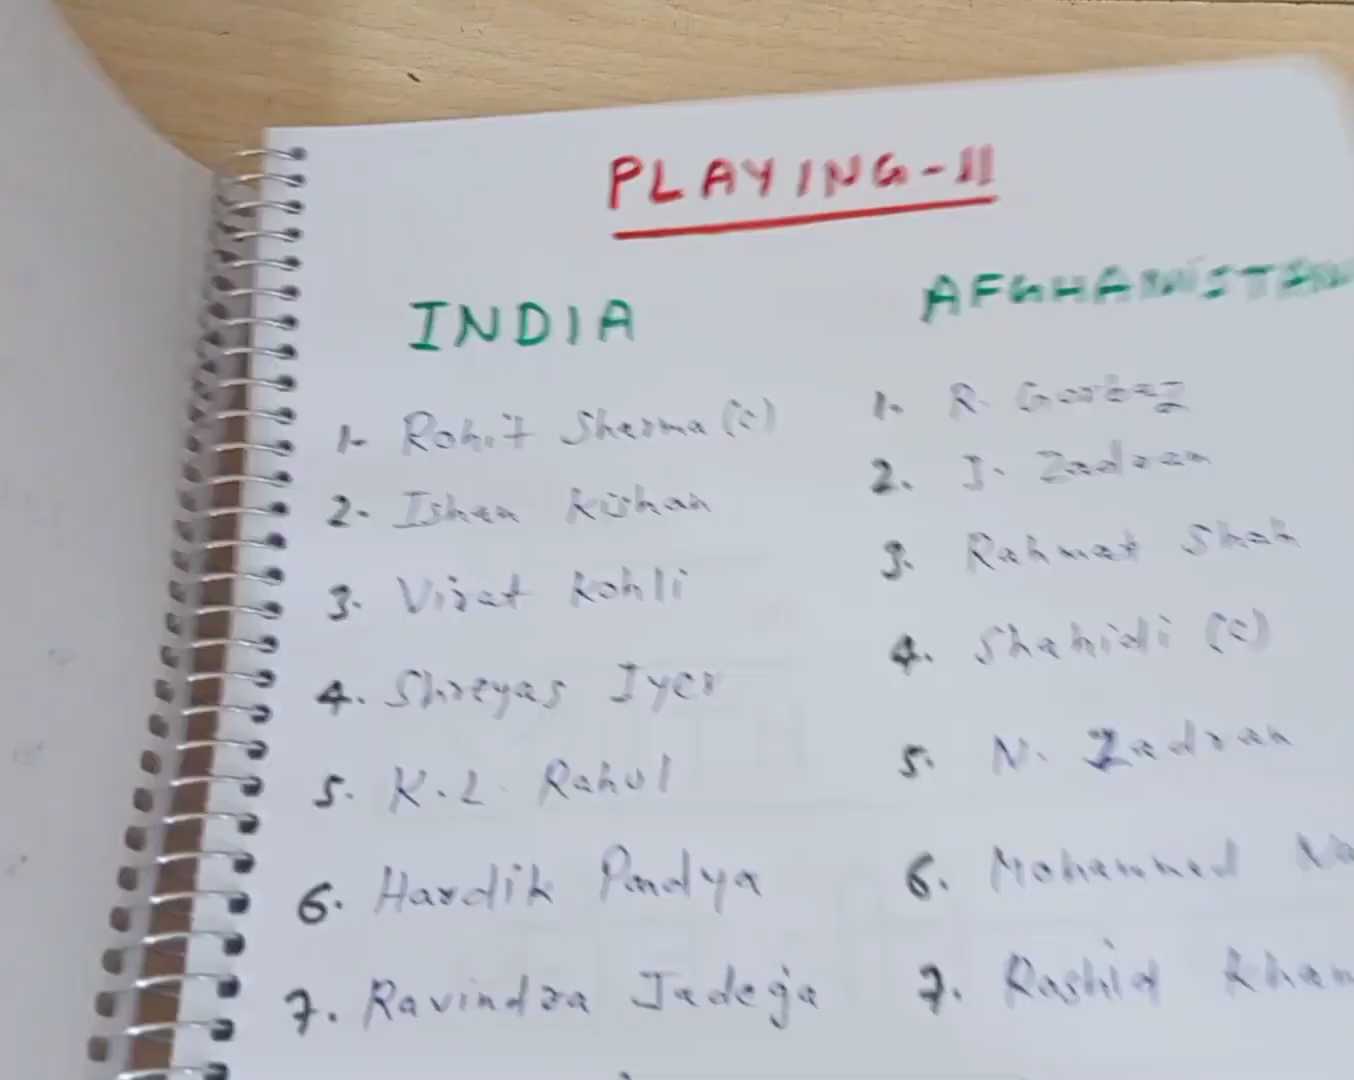 PLAYING-11
INDIA
AFGHANISTAN
1- Rohit Sharma (c)
2- Ishan Kishan
3- Virat Kohli
4. Shreyas Iyer
5. K.L. Rahul
6. Hardik Pandya
7. Ravindra Jadeja
1- R. Gurbaz
2. I. Zadran
3. Rahmat Shah
4. Shahidi (c)
5. N. Zadran
6. Mohammad
7. Rashid Khan